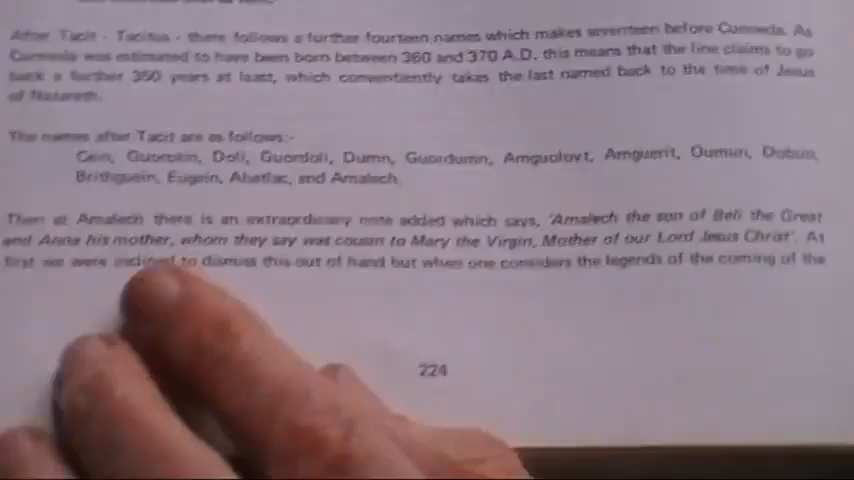 After Tacit - Tacitus - there follows a further fourteen names which makes seventeen before Cunneda. As
Cunneda was estimated to have been born between 360 and 370 A.D. this means that the line claims to go
back a further 350 years at least, which conventiently takes the last named back to the time of Jesus
of Nazareth.
The names after Tacit are as follows:-
Cein, Guorcein, Doli, Guordoli, Dumn, Guordumn, Amguoloyt, Amguerit, Oumun, Dubun,
Brithguein, Eugein, Aballac, and Amalech.
Then at Amalech there is an extraordinary note added which says, 'Amalech the son of Beli the Great
and Anna his mother, whom they say was cousin to Mary the Virgin, Mother of our Lord Jesus Christ'. At
first we were inclined to dismiss this out of hand but when one considers the legends of the coming of the
224